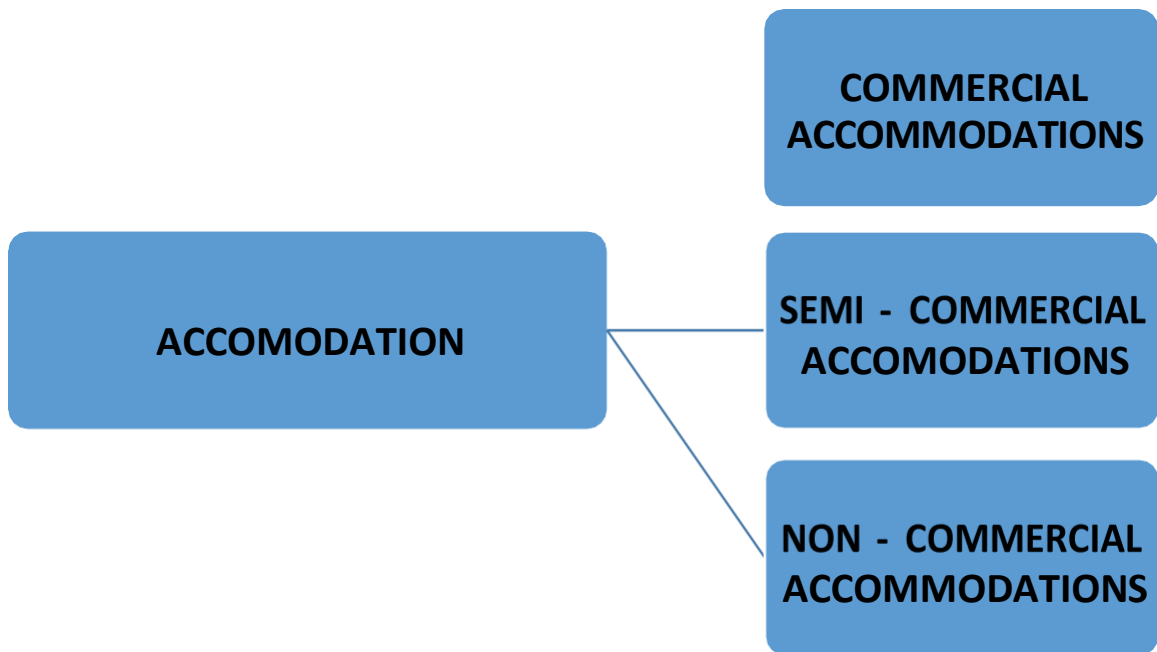 COMMERCIAL
ACCOMMODATIONS
ACCOMODATION
SEMI - COMMERCIAL
ACCOMODATIONS
NON - COMMERCIAL
ACCOMMODATIONS